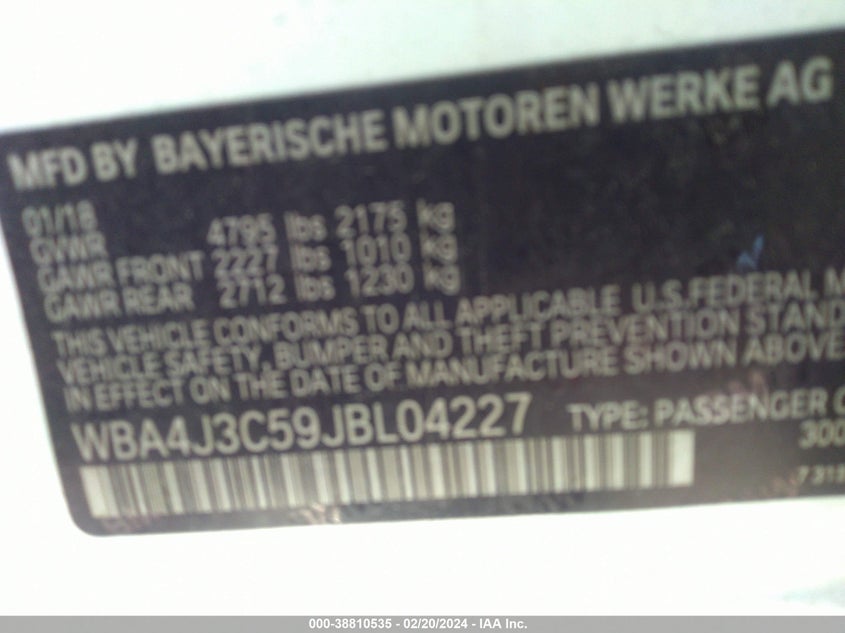 MFD BY BAYERISCHE MOTOREN WERKE AG
01/18
GVWR 4795 lbs 2175 kg
GAWR FRONT 2227 lbs 1010 kg
GAWR REAR 2712 lbs 1230 kg
THIS VEHICLE CONFORMS TO ALL APPLICABLE U.S.FEDERAL M
VEHICLE SAFETY, BUMPER AND THEFT PREVENTION STAND
IN EFFECT ON THE DATE OF MANUFACTURE SHOWN ABOVE
WBA4J3C59JBL04227 TYPE: PASSENGER C
300
7318
000-38810535 - 02/20/2024 - IAA Inc.